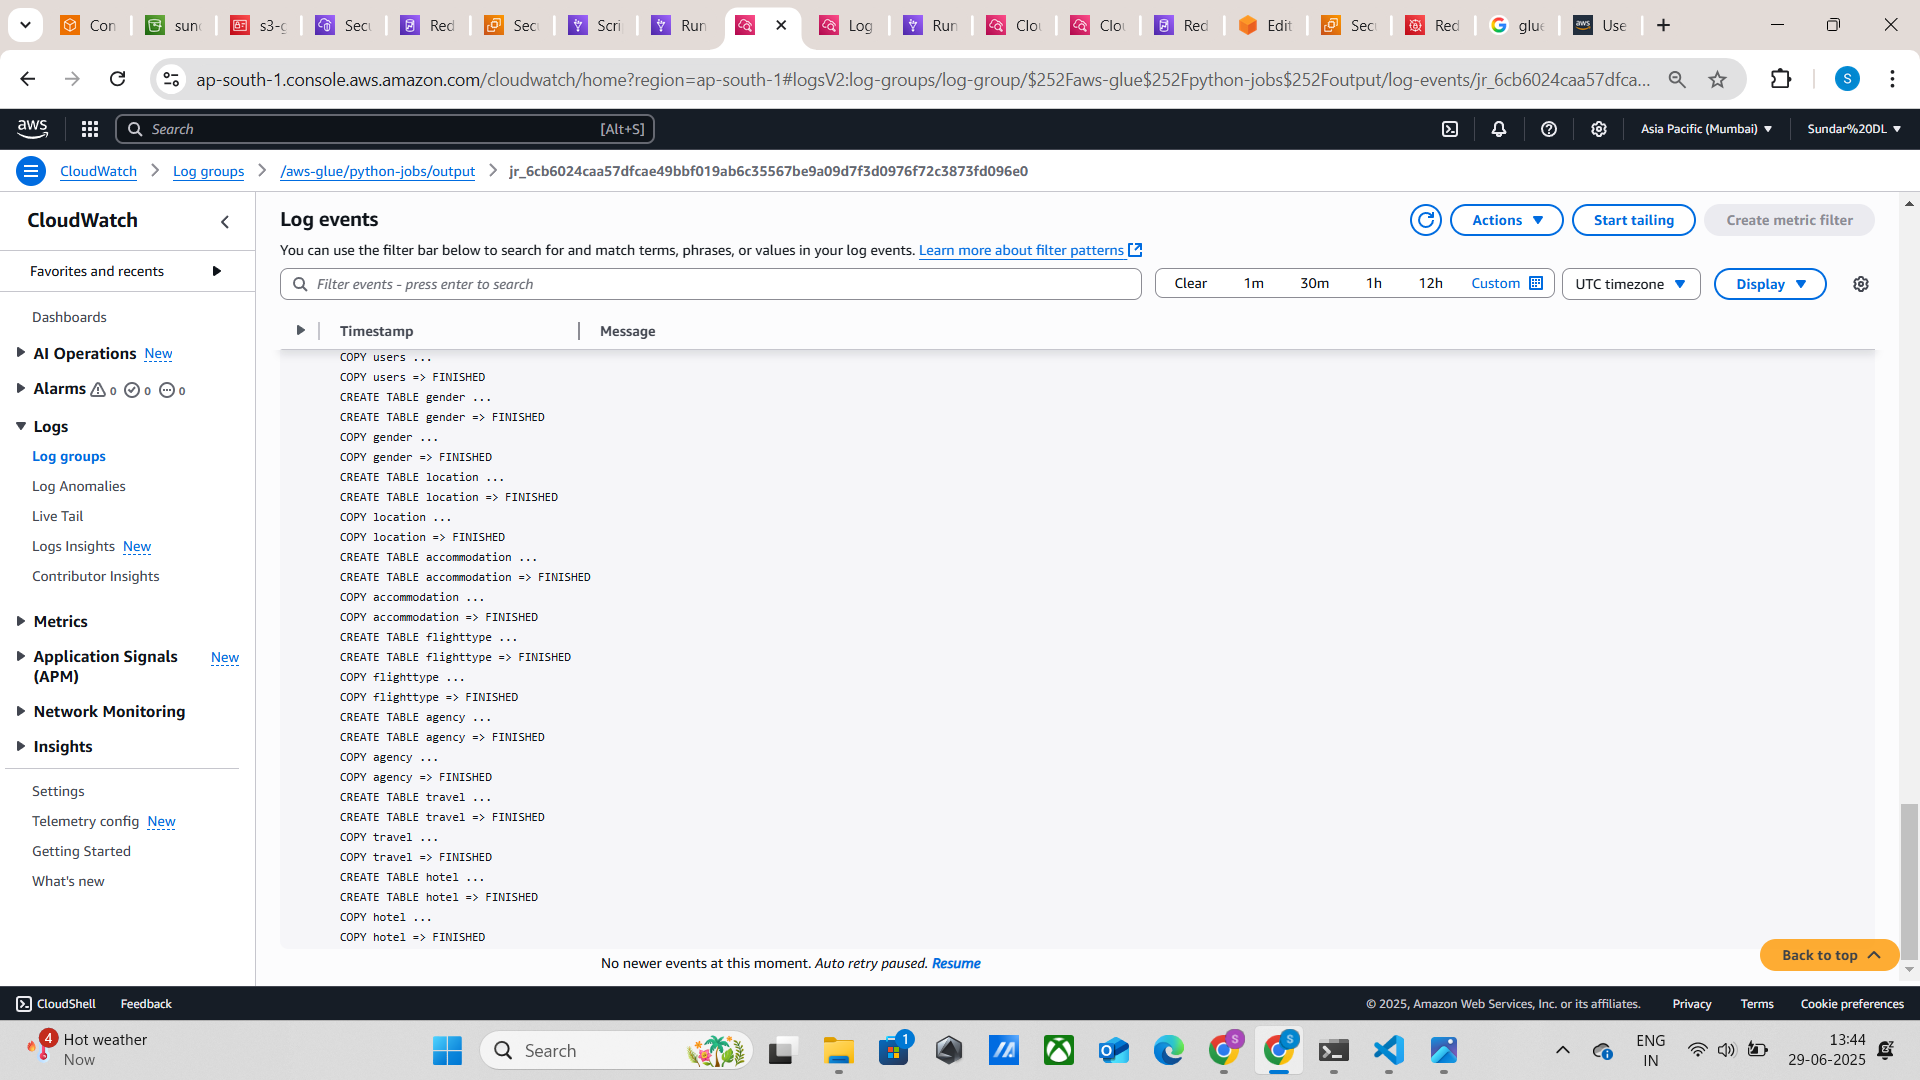 Con
sund
s3-g
Secu
Red
Secu
Scri
Run
Log
Run
Clou
Clou
Red
Edit
Secu
Red
glue
Use
ap-south-1.console.aws.amazon.com/cloudwatch/home?region=ap-south-1#logsV2:log-groups/log-group/$252Faws-glue$252Fpython-jobs$252Foutput/log-events/jr_6cb6024caa57dfca...
S
aws
Search [Alt+S]
Asia Pacific (Mumbai)
Sundar%20DL
CloudWatch
Log groups
/aws-glue/python-jobs/output
jr_6cb6024caa57dfcae49bbf019ab6c35567be9a09d7f3d0976f72c3873fd096e0
CloudWatch
Favorites and recents
Dashboards
AI Operations New
Alarms 0 0 0
Logs
Log groups
Log Anomalies
Live Tail
Logs Insights New
Contributor Insights
Metrics
Application Signals (APM) New
Network Monitoring
Insights
Settings
Telemetry config New
Getting Started
What's new
Log events
Actions
Start tailing
Create metric filter
You can use the filter bar below to search for and match terms, phrases, or values in your log events. Learn more about filter patterns
Filter events - press enter to search
Clear 1m 30m 1h 12h Custom
UTC timezone
Display
Timestamp Message
COPY users ...
COPY users => FINISHED
CREATE TABLE gender ...
CREATE TABLE gender => FINISHED
COPY gender ...
COPY gender => FINISHED
CREATE TABLE location ...
CREATE TABLE location => FINISHED
COPY location ...
COPY location => FINISHED
CREATE TABLE accommodation ...
CREATE TABLE accommodation => FINISHED
COPY accommodation ...
COPY accommodation => FINISHED
CREATE TABLE flighttype ...
CREATE TABLE flighttype => FINISHED
COPY flighttype ...
COPY flighttype => FINISHED
CREATE TABLE agency ...
CREATE TABLE agency => FINISHED
COPY agency ...
COPY agency => FINISHED
CREATE TABLE travel ...
CREATE TABLE travel => FINISHED
COPY travel ...
COPY travel => FINISHED
CREATE TABLE hotel ...
CREATE TABLE hotel => FINISHED
COPY hotel ...
COPY hotel => FINISHED
No newer events at this moment. Auto retry paused. Resume
Back to top
CloudShell
Feedback
© 2025, Amazon Web Services, Inc. or its affiliates.
Privacy
Terms
Cookie preferences
4
Hot weather
Now
Search
1
S
S
ENG
IN
13:44
29-06-2025